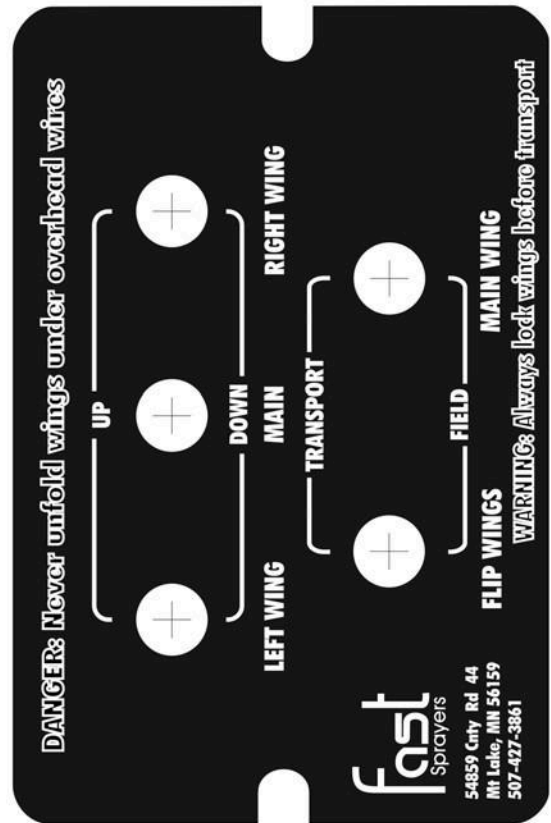 DANGER: Never unfold wings under overhead wires
UP
DOWN
LEFT WING
MAIN
RIGHT WING
TRANSPORT
FIELD
FLIP WINGS
MAIN WING
WARNING: Always lock wings before transport
fast
Sprayers
54859 Cnty Rd 44
Mt Lake, MN 56159
507-427-3861